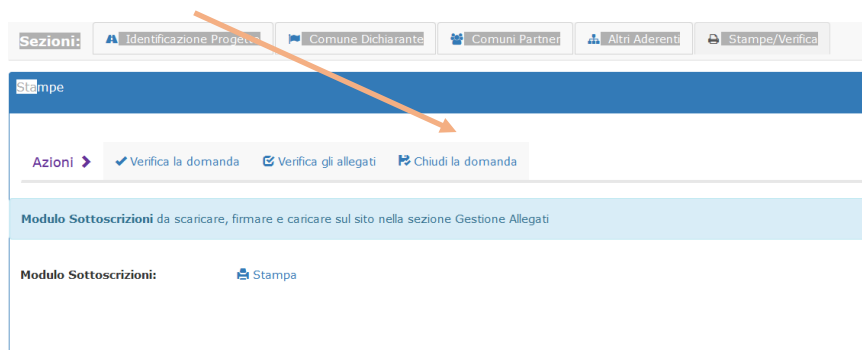 Sezioni: Identificazione Progetto Comune Dichiarante Comuni Partner Altri Aderenti Stampe/Verifica
Stampe
Azioni Verifica la domanda Verifica gli allegati Chiudi la domanda
Modulo Sottoscrizioni da scaricare, firmare e caricare sul sito nella sezione Gestione Allegati
Modulo Sottoscrizioni: Stampa